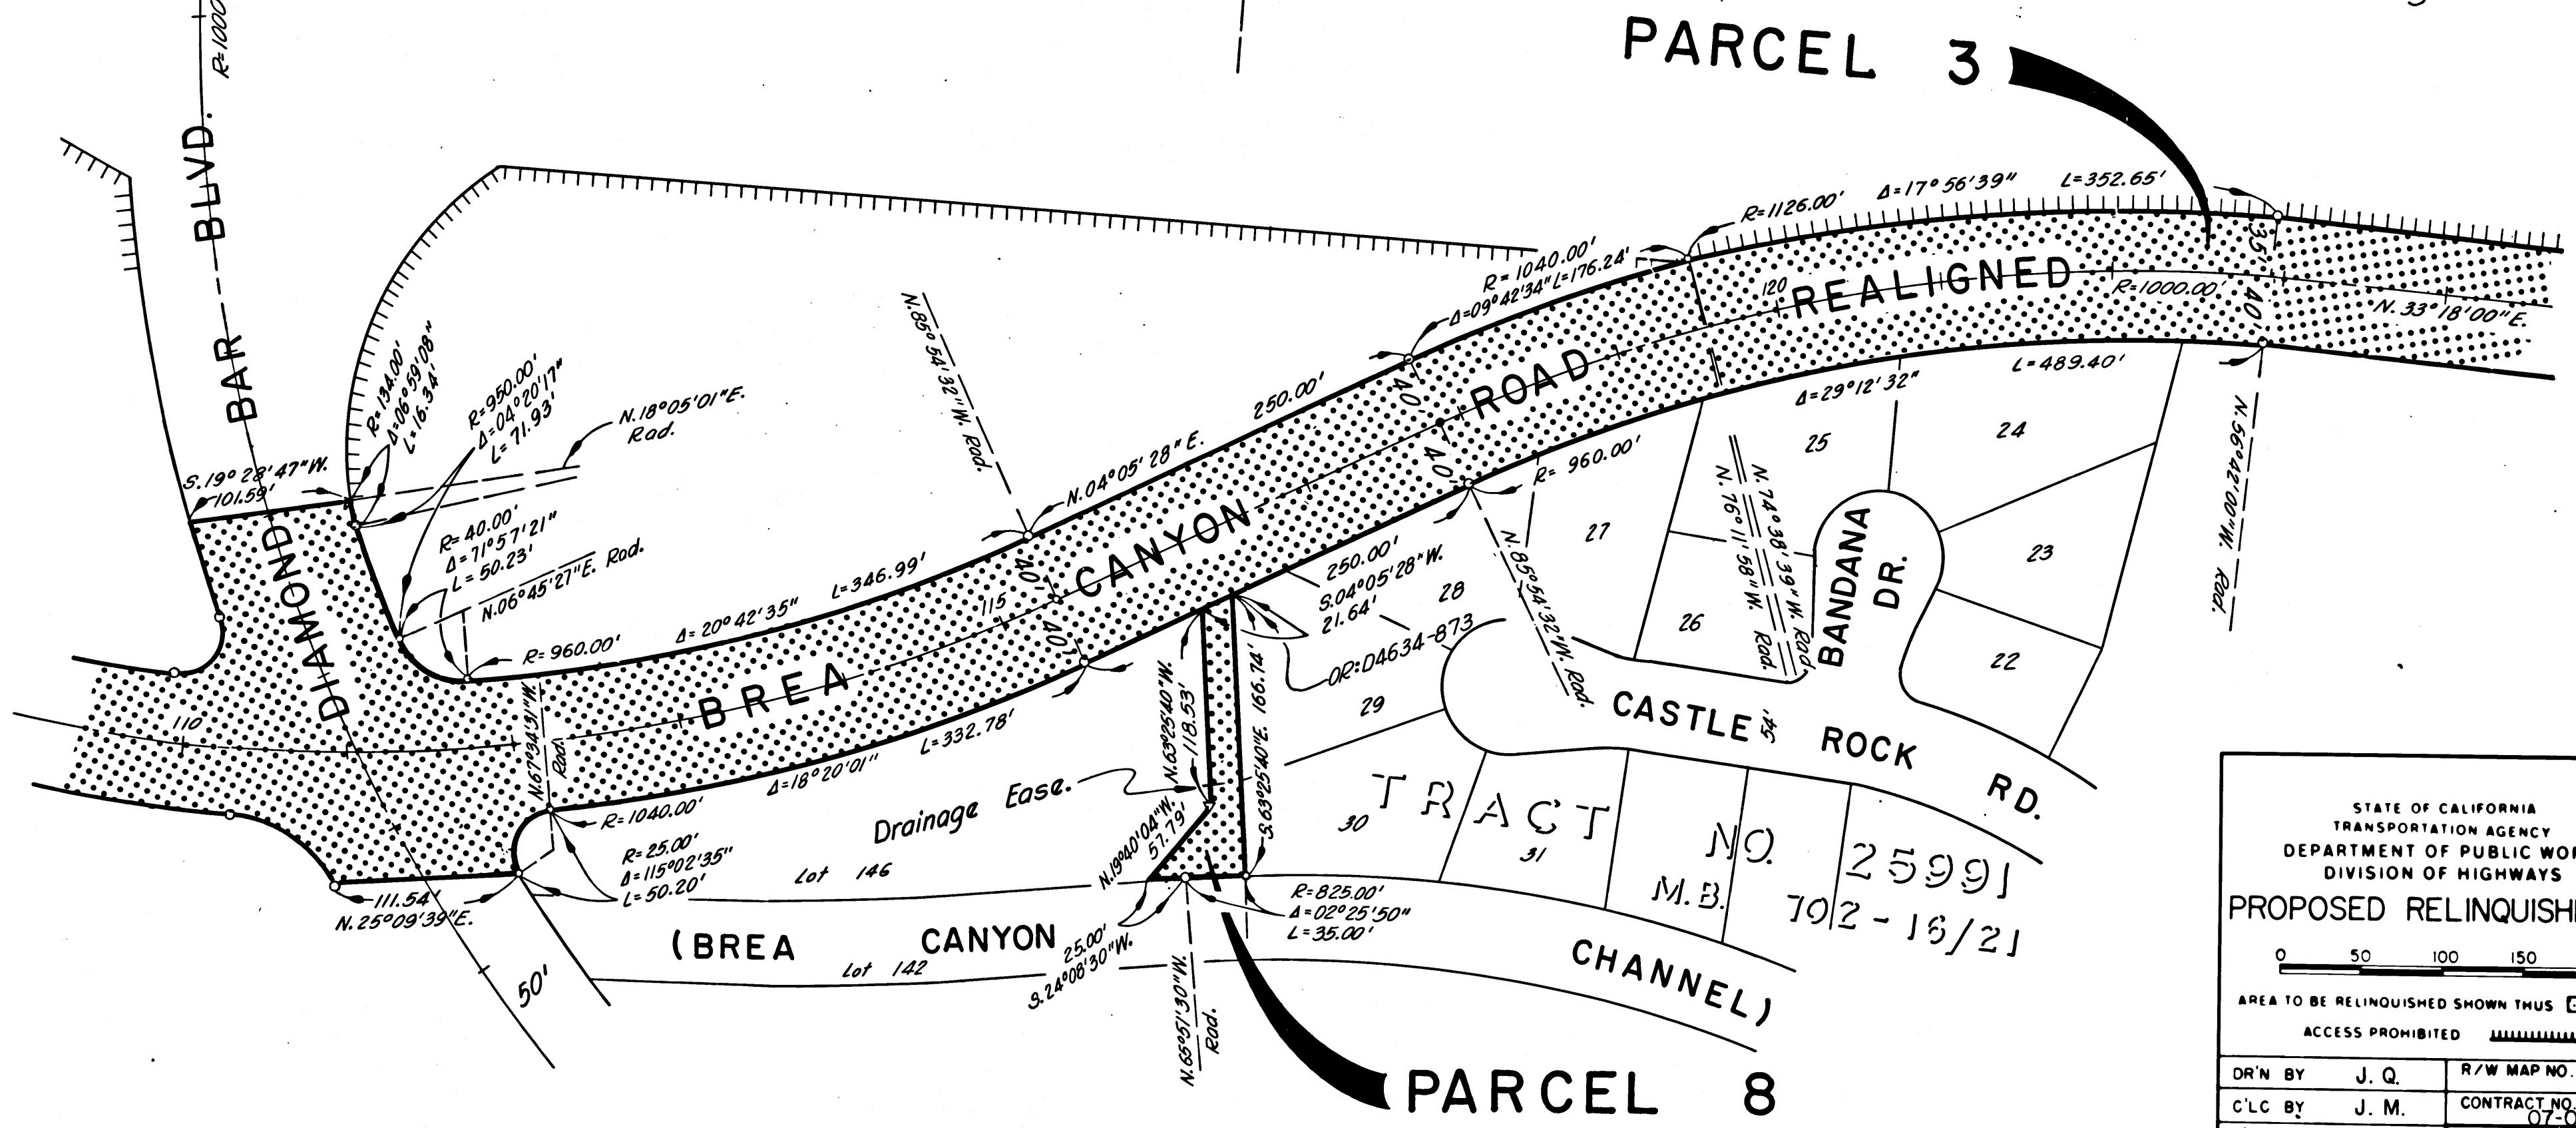 R=1000
PARCEL 3
DIAMOND BAR BLVD.
R=1126.00'
Δ=17°56'39"
L=352.65'
R=1040.00'
Δ=09°42'34" L=176.24'
35'
40'
120
REALIGNED
R=1000.00'
N.33°18'00"E.
L=489.40'
Δ=29°12'32"
R=960.00'
N.56°42'00"W. Rad.
R=134.00'
Δ=06°59'08"
L=16.34'
R=950.00'
Δ=04°20'17"
L=71.93'
N.18°05'01"E.
Rad.
S.19°28'47"W.
101.59'
R=40.00'
Δ=71°57'21"
L=50.23'
N.06°45'27"E. Rad.
R=960.00'
Δ=20°42'35"
L=346.99'
N.85°54'32"W. Rad.
N.04°05'28"E.
250.00'
40'
40'
40'
40'
BREA CANYON ROAD
110
115
N.67°34'31"W.
Rad.
R=1040.00'
Δ=18°20'01"
L=332.78'
R=25.00'
Δ=115°02'35"
L=50.20'
111.54'
N.25°09'39"E.
50'
Drainage Ease.
Lot 146
Lot 142
(BREA CANYON CHANNEL)
N.63°25'40"W.
118.53'
N.19°40'04"W.
57.79'
S.63°25'40"E. 166.74'
250.00'
S.04°05'28"W.
21.64'
OR:D4634-873
N.85°54'32"W. Rad.
25.00'
S.24°08'30"W.
N.65°51'30"W.
Rad.
R=825.00'
Δ=02°25'50"
L=35.00'
PARCEL 8
22
23
24
25
26
27
28
29
30
31
N.74°38'39"W. Rad
N.76°11'58"W. Rad.
BANDANA
DR.
CASTLE ROCK RD.
54'
TRACT NO. 25991
M.B. 702-16/21
STATE OF CALIFORNIA
TRANSPORTATION AGENCY
DEPARTMENT OF PUBLIC WO
DIVISION OF HIGHWAYS
PROPOSED RELINQUISH
0 50 100 150
AREA TO BE RELINQUISHED SHOWN THUS
ACCESS PROHIBITED
DR'N BY J. Q.
R/W MAP NO.
C'LC BY J. M.
CONTRACT NO.
07-0